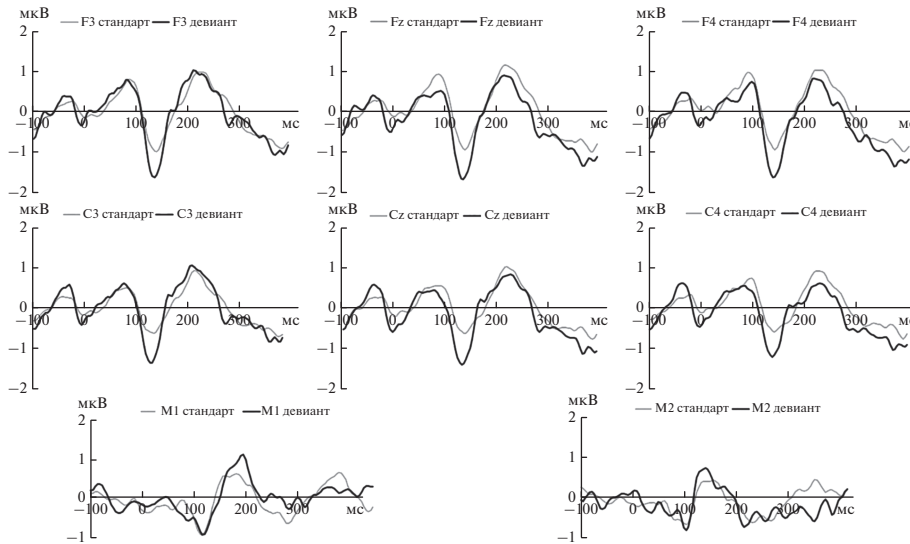 мкВ F3 стандарт F3 девиант
2
1
0
−1
−2
−100 0 100 200 300 мс
мкВ Fz стандарт Fz девиант
2
1
0
−1
−2
−100 0 100 200 300 мс
мкВ F4 стандарт F4 девиант
2
1
0
−1
−2
−100 0 100 200 300 мс
мкВ C3 стандарт C3 девиант
2
1
0
−1
−2
−100 0 100 200 300 мс
мкВ Cz стандарт Cz девиант
2
1
0
−1
−2
−100 0 100 200 300 мс
мкВ C4 стандарт C4 девиант
2
1
0
−1
−2
−100 0 100 200 300 мс
мкВ M1 стандарт M1 девиант
2
1
0
−1
−100 0 100 200 300 мс
мкВ M2 стандарт M2 девиант
2
1
0
−1
−100 0 100 200 300 мс